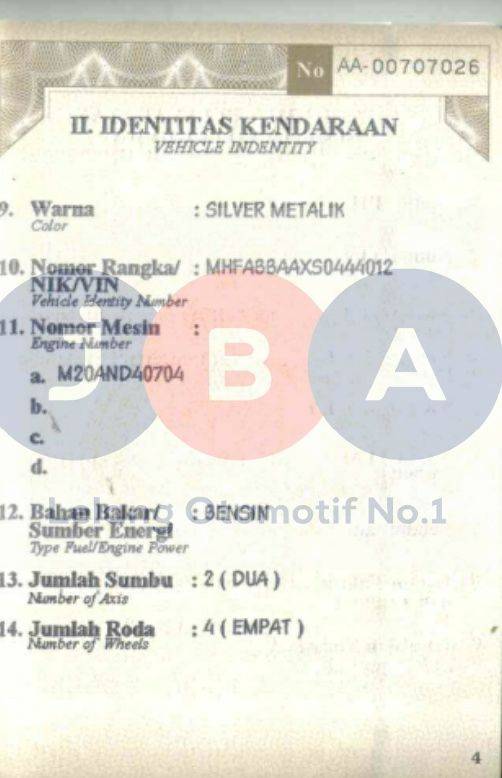 No AA-00707026
II. IDENTITAS KENDARAAN
VEHICLE INDENTITY
9. Warna : SILVER METALIK
Color
10. Nomor Rangka/ : MHFABBAAXS0444012
NIK/VIN
Vehicle Identity Number
11. Nomor Mesin :
Engine Number
a. M20AND40704
b.
c.
d.
12. Bahan Bakar/ : BENSIN
Sumber Energi
Type Fuel/Engine Power
13. Jumlah Sumbu : 2 ( DUA )
Number of Axis
14. Jumlah Roda : 4 ( EMPAT )
Number of Wheels
4
JBA
Otomotif No.1